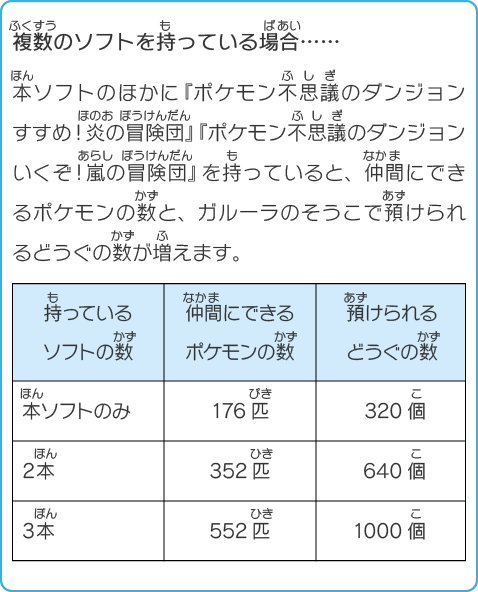 複数のソフトを持っている場合……
本ソフトのほかに『ポケモン不思議のダンジョン
すすめ！炎の冒険団』『ポケモン不思議のダンジョン
いくぞ！嵐の冒険団』を持っていると、仲間にでき
るポケモンの数と、ガルーラのそうこで預けられ
るどうぐの数が増えます。
持っている
ソフトの数
仲間にできる
ポケモンの数
預けられる
どうぐの数
本ソフトのみ 176 匹 320 個
2本 352 匹 640 個
3本 552 匹 1000 個